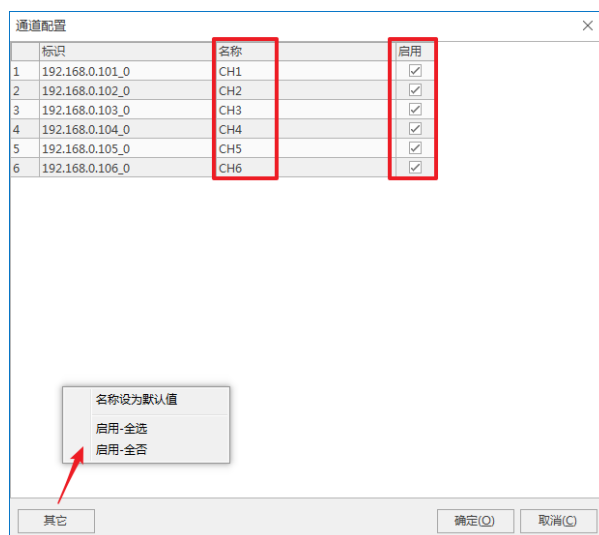 通道配置
标识 名称 启用
1 192.168.0.101_0 CH1
2 192.168.0.102_0 CH2
3 192.168.0.103_0 CH3
4 192.168.0.104_0 CH4
5 192.168.0.105_0 CH5
6 192.168.0.106_0 CH6
名称设为默认值
启用-全选
启用-全否
其它 确定(O) 取消(C)